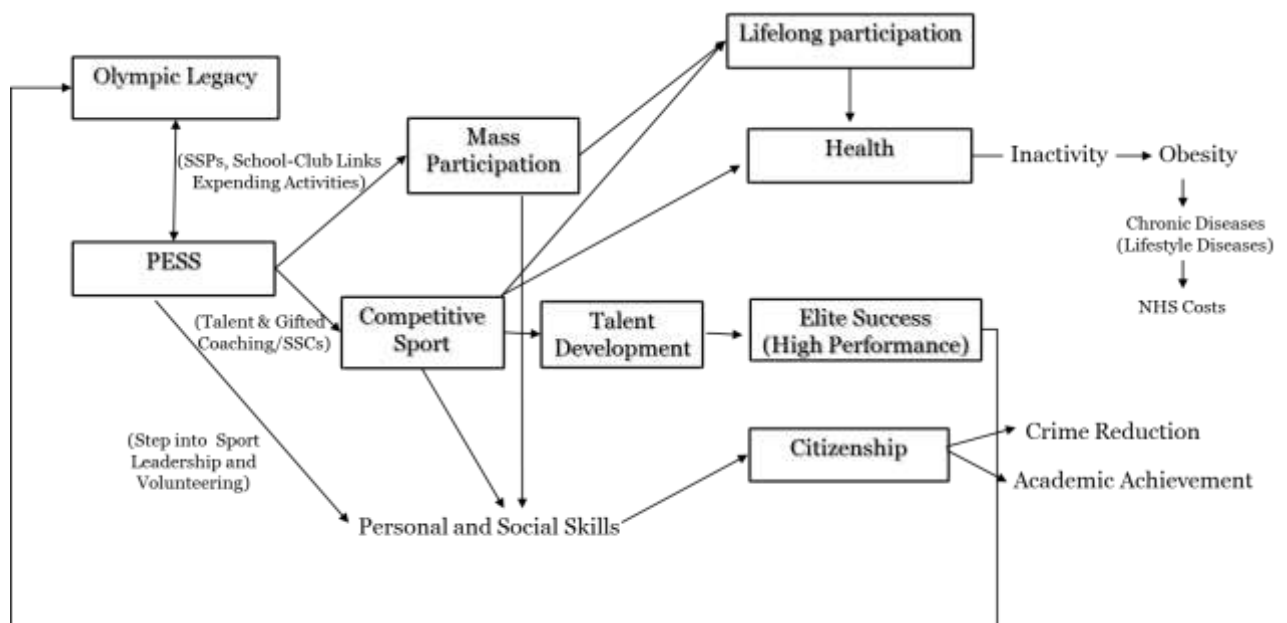 Lifelong participation
Olympic Legacy
Mass
Participation
(SSPs, School-Club Links
Expending Activities)
Health
Inactivity
Obesity
Chronic Diseases
(Lifestyle Diseases)
NHS Costs
PESS
(Talent & Gifted
Coaching/SSCs)
Competitive
Sport
Talent
Development
Elite Success
(High Performance)
(Step into Sport
Leadership and
Volunteering)
Citizenship
Crime Reduction
Academic Achievement
Personal and Social Skills